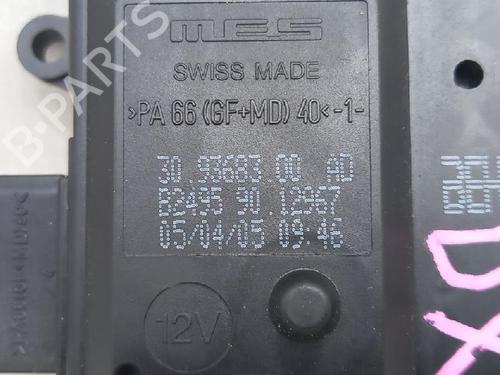 MES
SWISS MADE
>PA 66 (GF+MD) 40<-1-
30.93683 00 AD
B2495 90.12967
05/04/05 09:46
12V
B-PARTS